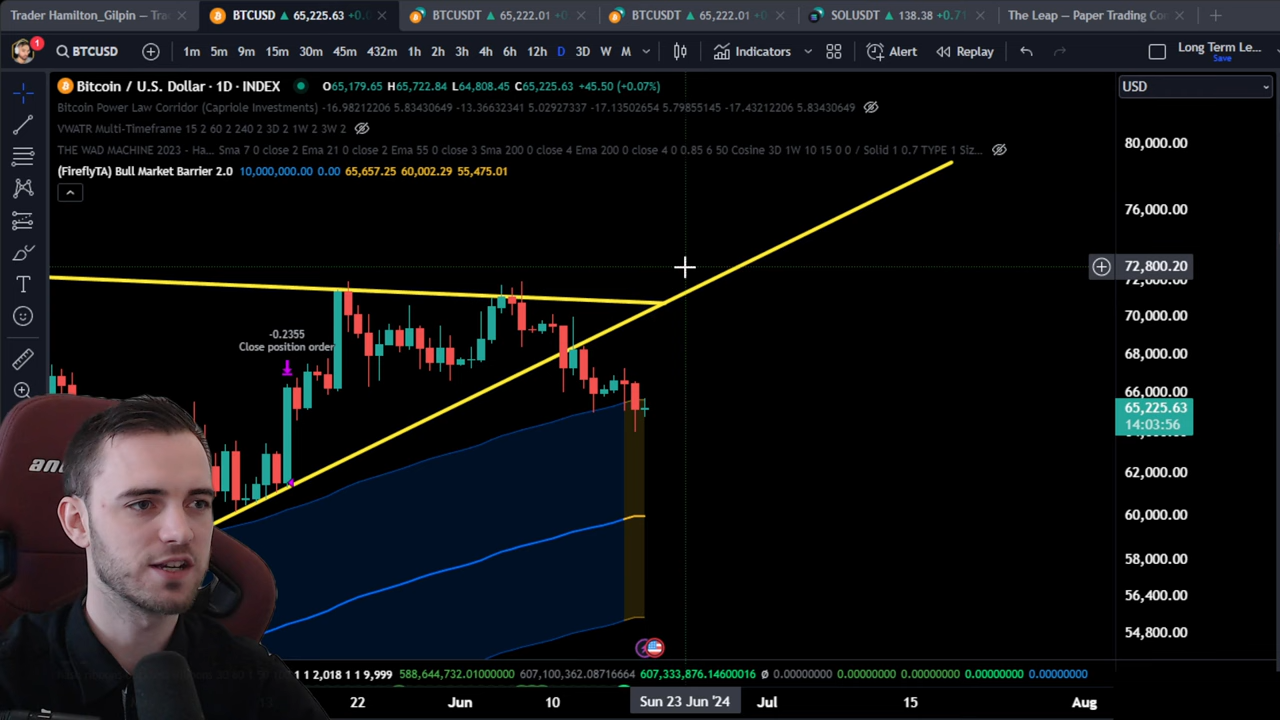 Trader Hamilton_Gilpin — Tra
BTCUSD 65,225.63 +0.0
BTCUSDT 65,222.01
BTCUSDT 65,222.01
SOLUSDT 138.38 +0.71
The Leap — Paper Trading Co
1
BTCUSD 1m 5m 9m 15m 30m 45m 432m 1h 2h 3h 4h 6h 12h D 3D W M Indicators Alert Replay Long Term Le...
Save
Bitcoin / U.S. Dollar · 1D · INDEX O65,179.65 H65,722.84 L64,808.45 C65,225.63 +45.50 (+0.07%)
USD
Bitcoin Power Law Corridor (Capriole Investments) -16.98212206 5.83430649 -13.36632341 5.02927337 -17.13502654 5.79855145 -17.43212206 5.83430649
VWATR Multi-Timeframe 15 2 60 2 240 2 3D 2 1W 2 3W 2
THE WAD MACHINE 2023 - Ha... Sma 7 0 close 2 Ema 21 0 close 2 Ema 55 0 close 3 Sma 200 0 close 4 Ema 200 0 close 4 0 0.85 6 50 Cosine 3D 1W 10 15 0 0 / Solid 1 0.7 TYPE 1 Siz...
(FireflyTA) Bull Market Barrier 2.0 10,000,000.00 0.00 65,657.25 60,002.29 55,475.01
80,000.00
76,000.00
72,800.20
72,000.00
70,000.00
68,000.00
66,000.00
65,225.63
14:03:56
62,000.00
60,000.00
58,000.00
56,400.00
54,800.00
-0.2355
Close position order
1 1 2,018 1 1 9,999 588,644,732.01000000 607,100,362.08716664 607,333,876.14600016 ø 0.00000000 0.00000000 0.00000000 0.00000000 0.00000000
22 Jun 10 Sun 23 Jun '24 Jul 15 Aug